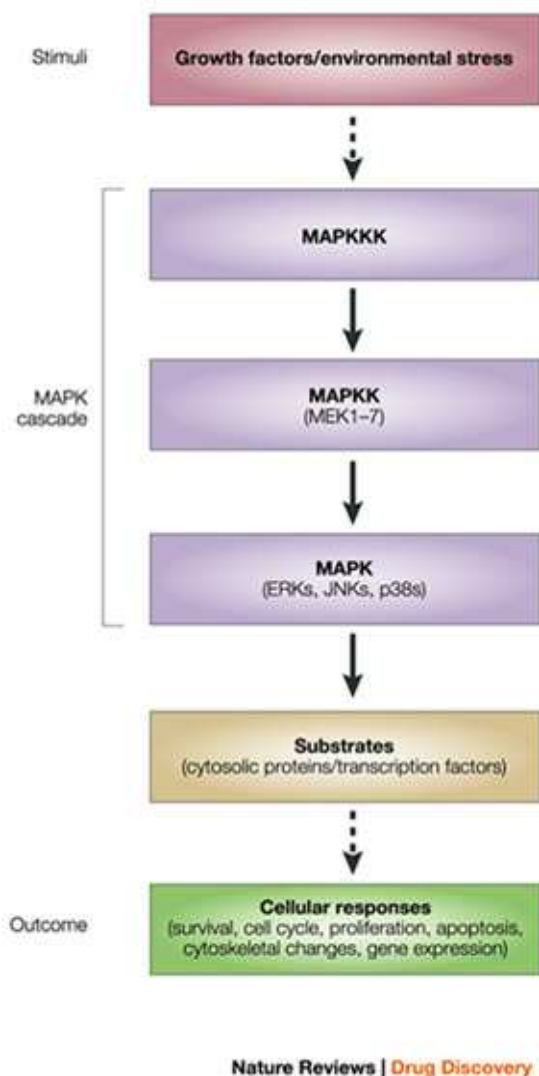 Stimuli
Growth factors/environmental stress
MAPKKK
MAPK
cascade
MAPKK
(MEK1–7)
MAPK
(ERKs, JNKs, p38s)
Substrates
(cytosolic proteins/transcription factors)
Outcome
Cellular responses
(survival, cell cycle, proliferation, apoptosis,
cytoskeletal changes, gene expression)
Nature Reviews | Drug Discovery